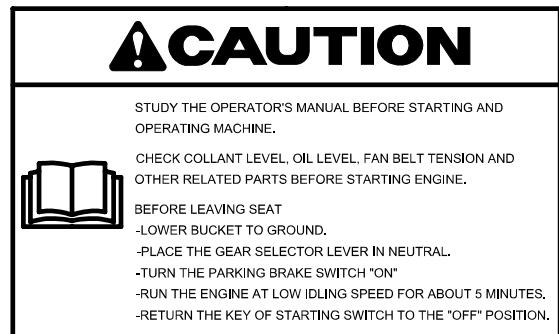 CAUTION
STUDY THE OPERATOR'S MANUAL BEFORE STARTING AND
OPERATING MACHINE.
CHECK COLLANT LEVEL, OIL LEVEL, FAN BELT TENSION AND
OTHER RELATED PARTS BEFORE STARTING ENGINE.
BEFORE LEAVING SEAT
-LOWER BUCKET TO GROUND.
-PLACE THE GEAR SELECTOR LEVER IN NEUTRAL.
-TURN THE PARKING BRAKE SWITCH "ON"
-RUN THE ENGINE AT LOW IDLING SPEED FOR ABOUT 5 MINUTES.
-RETURN THE KEY OF STARTING SWITCH TO THE "OFF" POSITION.